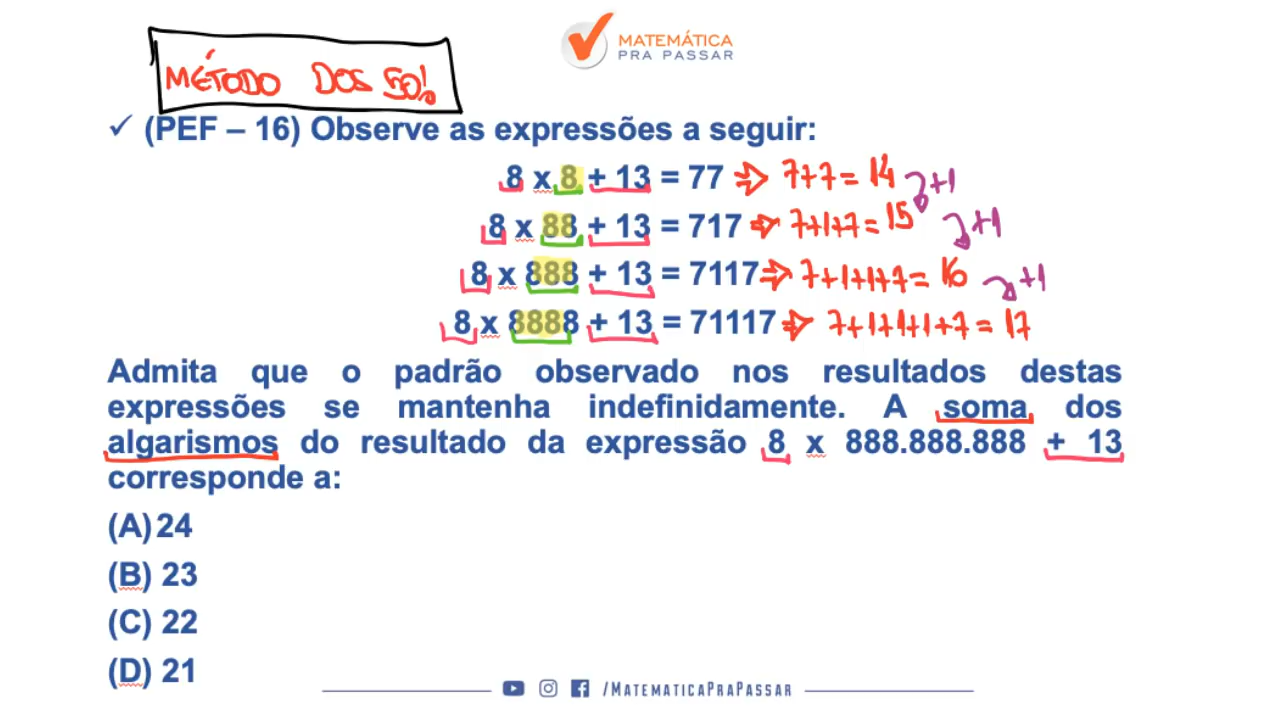 MATEMÁTICA
PRA PASSAR
MÉTODO DOS 50!
✓ (PEF – 16) Observe as expressões a seguir:
8 x 8 + 13 = 77 ⇒ 7+7 = 14
+1
8 x 88 + 13 = 717 ⇒ 7+1+7 = 15
+1
8 x 888 + 13 = 7117 ⇒ 7+1+1+7 = 16
+1
8 x 8888 + 13 = 71117 ⇒ 7+1+1+1+7 = 17
Admita que o padrão observado nos resultados destas
expressões se mantenha indefinidamente. A soma dos
algarismos do resultado da expressão 8 x 888.888.888 + 13
corresponde a:
(A) 24
(B) 23
(C) 22
(D) 21
/MATEMATICAPRAPASSAR